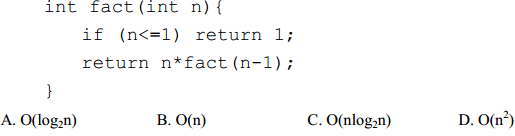 int fact(int n){
if (n<=1) return 1;
return n*fact(n-1);
}
A. O(log₂n) B. O(n) C. O(nlog₂n) D. O(n²)